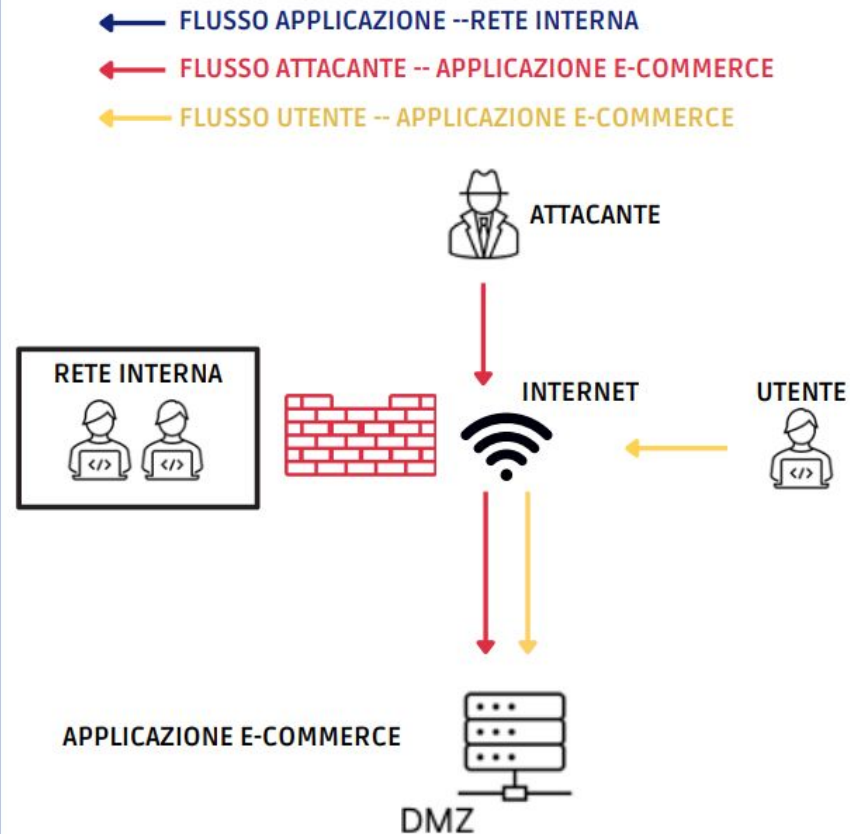 FLUSSO APPLICAZIONE --RETE INTERNA
FLUSSO ATTACANTE -- APPLICAZIONE E-COMMERCE
FLUSSO UTENTE -- APPLICAZIONE E-COMMERCE
ATTACANTE
RETE INTERNA
INTERNET
UTENTE
APPLICAZIONE E-COMMERCE
DMZ